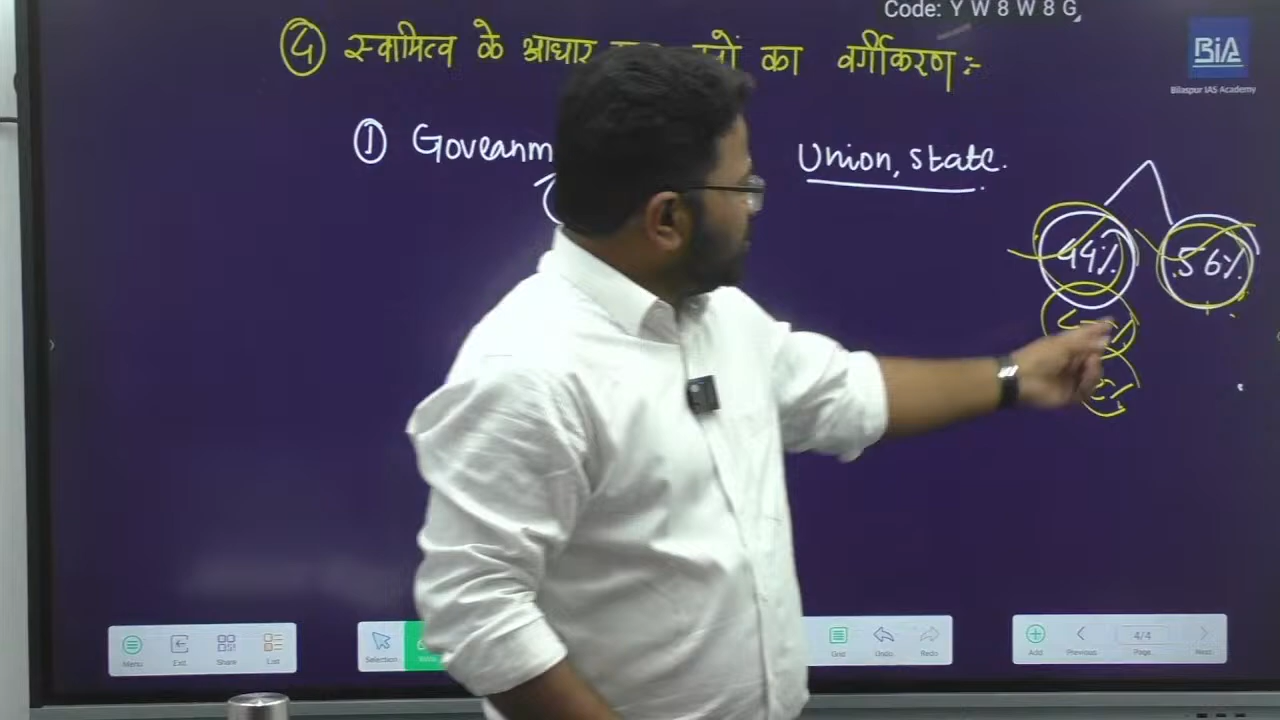 Code: Y W 8 W 8 G
④ स्वामित्व के आधार का वर्गीकरण :-
BiA
Bilaspur IAS Academy
① Union, State.
44% 56%
Menu Exit Share List
Selection
Grid Undo Redo
Add Previous 4/4 Page Next